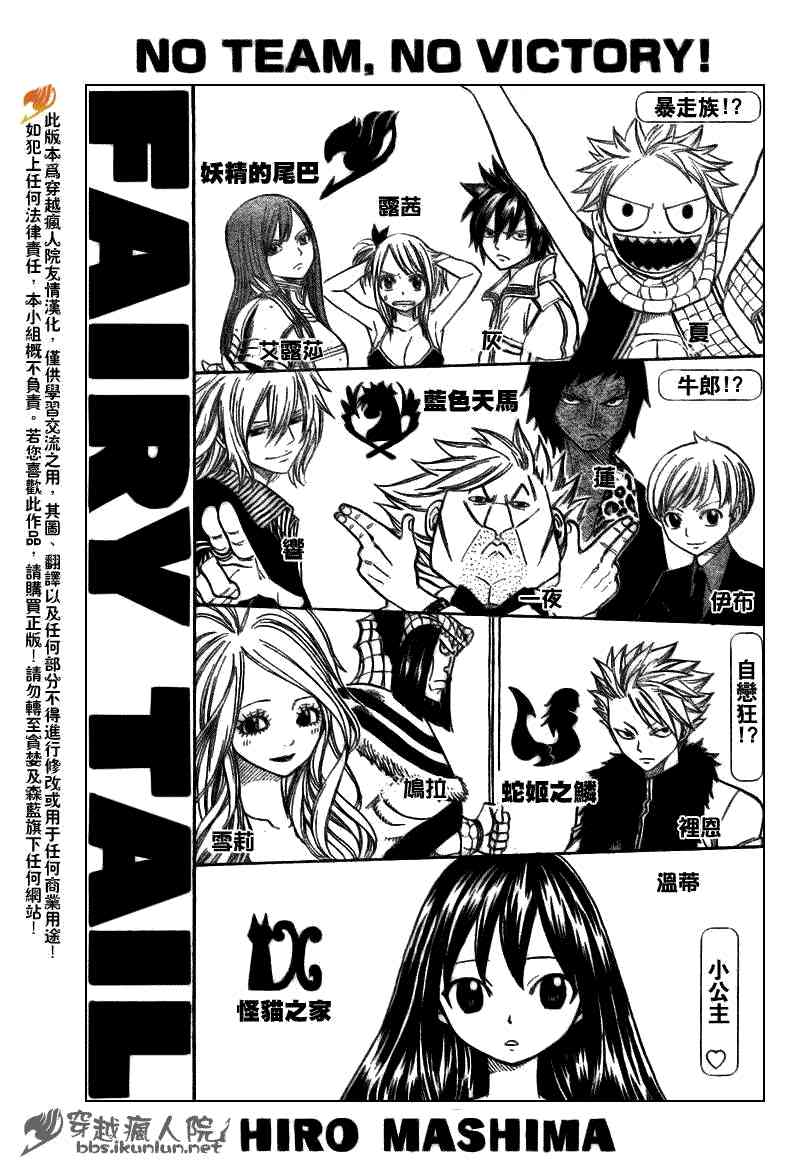 NO TEAM, NO VICTORY!
此版本爲穿越瘋人院友情漢化，僅供學習交流之用，其圖、翻譯以及任何部分不得進行修改或用于任何商業用途！
如犯上任何法律責任，本小組概不負責。若您喜歡此作品，請購買正版！請勿轉至貪婪及森藍旗下任何網站！
FAIRY TAIL
暴走族!?
妖精的尾巴
露茜
艾露莎
灰
夏
牛郎!?
藍色天馬
蓮
響
一夜
伊布
自戀狂!?
蛇姬之鱗
鳩拉
雪莉
裡恩
溫蒂
怪貓之家
小公主 ♡
穿越瘋人院
bbs.ikunlun.net
HIRO MASHIMA